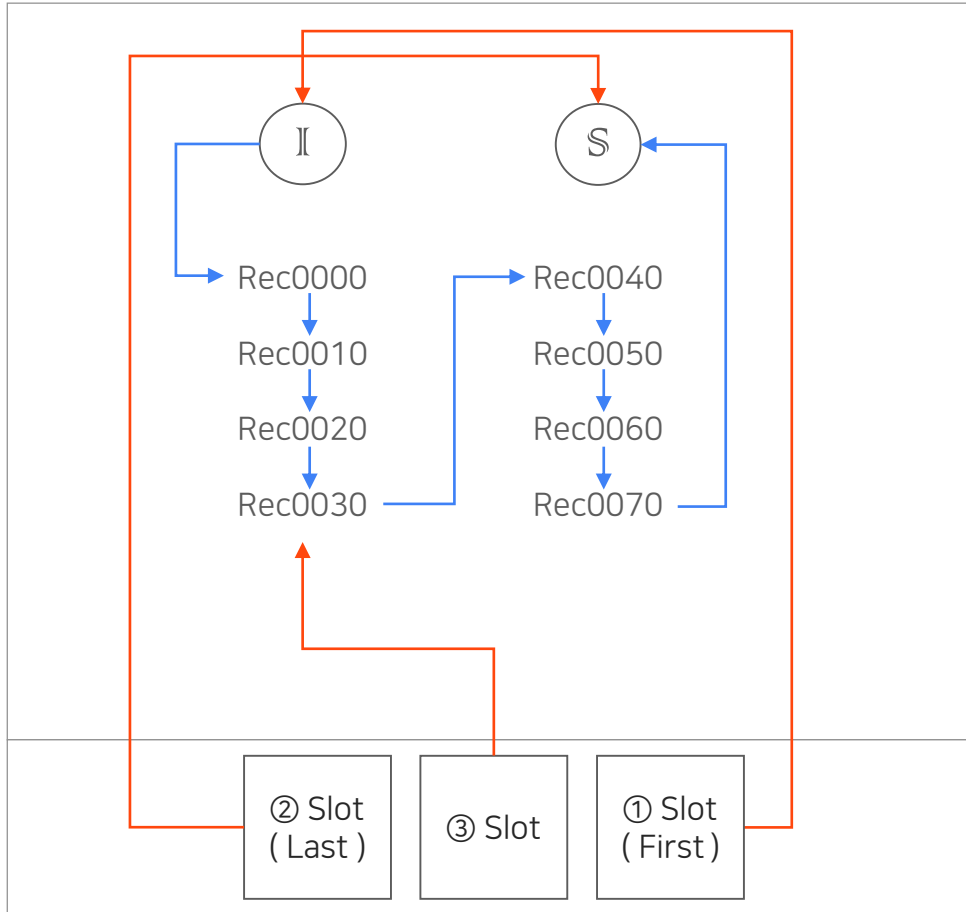 I
S
Rec0000
Rec0010
Rec0020
Rec0030
Rec0040
Rec0050
Rec0060
Rec0070
② Slot
( Last )
③ Slot
① Slot
( First )